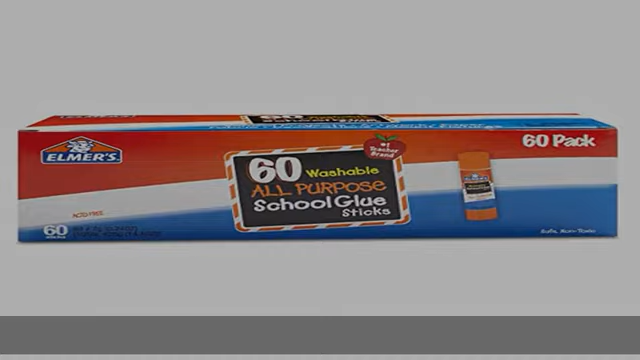 ELMER'S
#1
Teacher
Brand
60 Pack
60 Washable
ALL PURPOSE
School Glue
Sticks
60
Safe, Non-Toxic